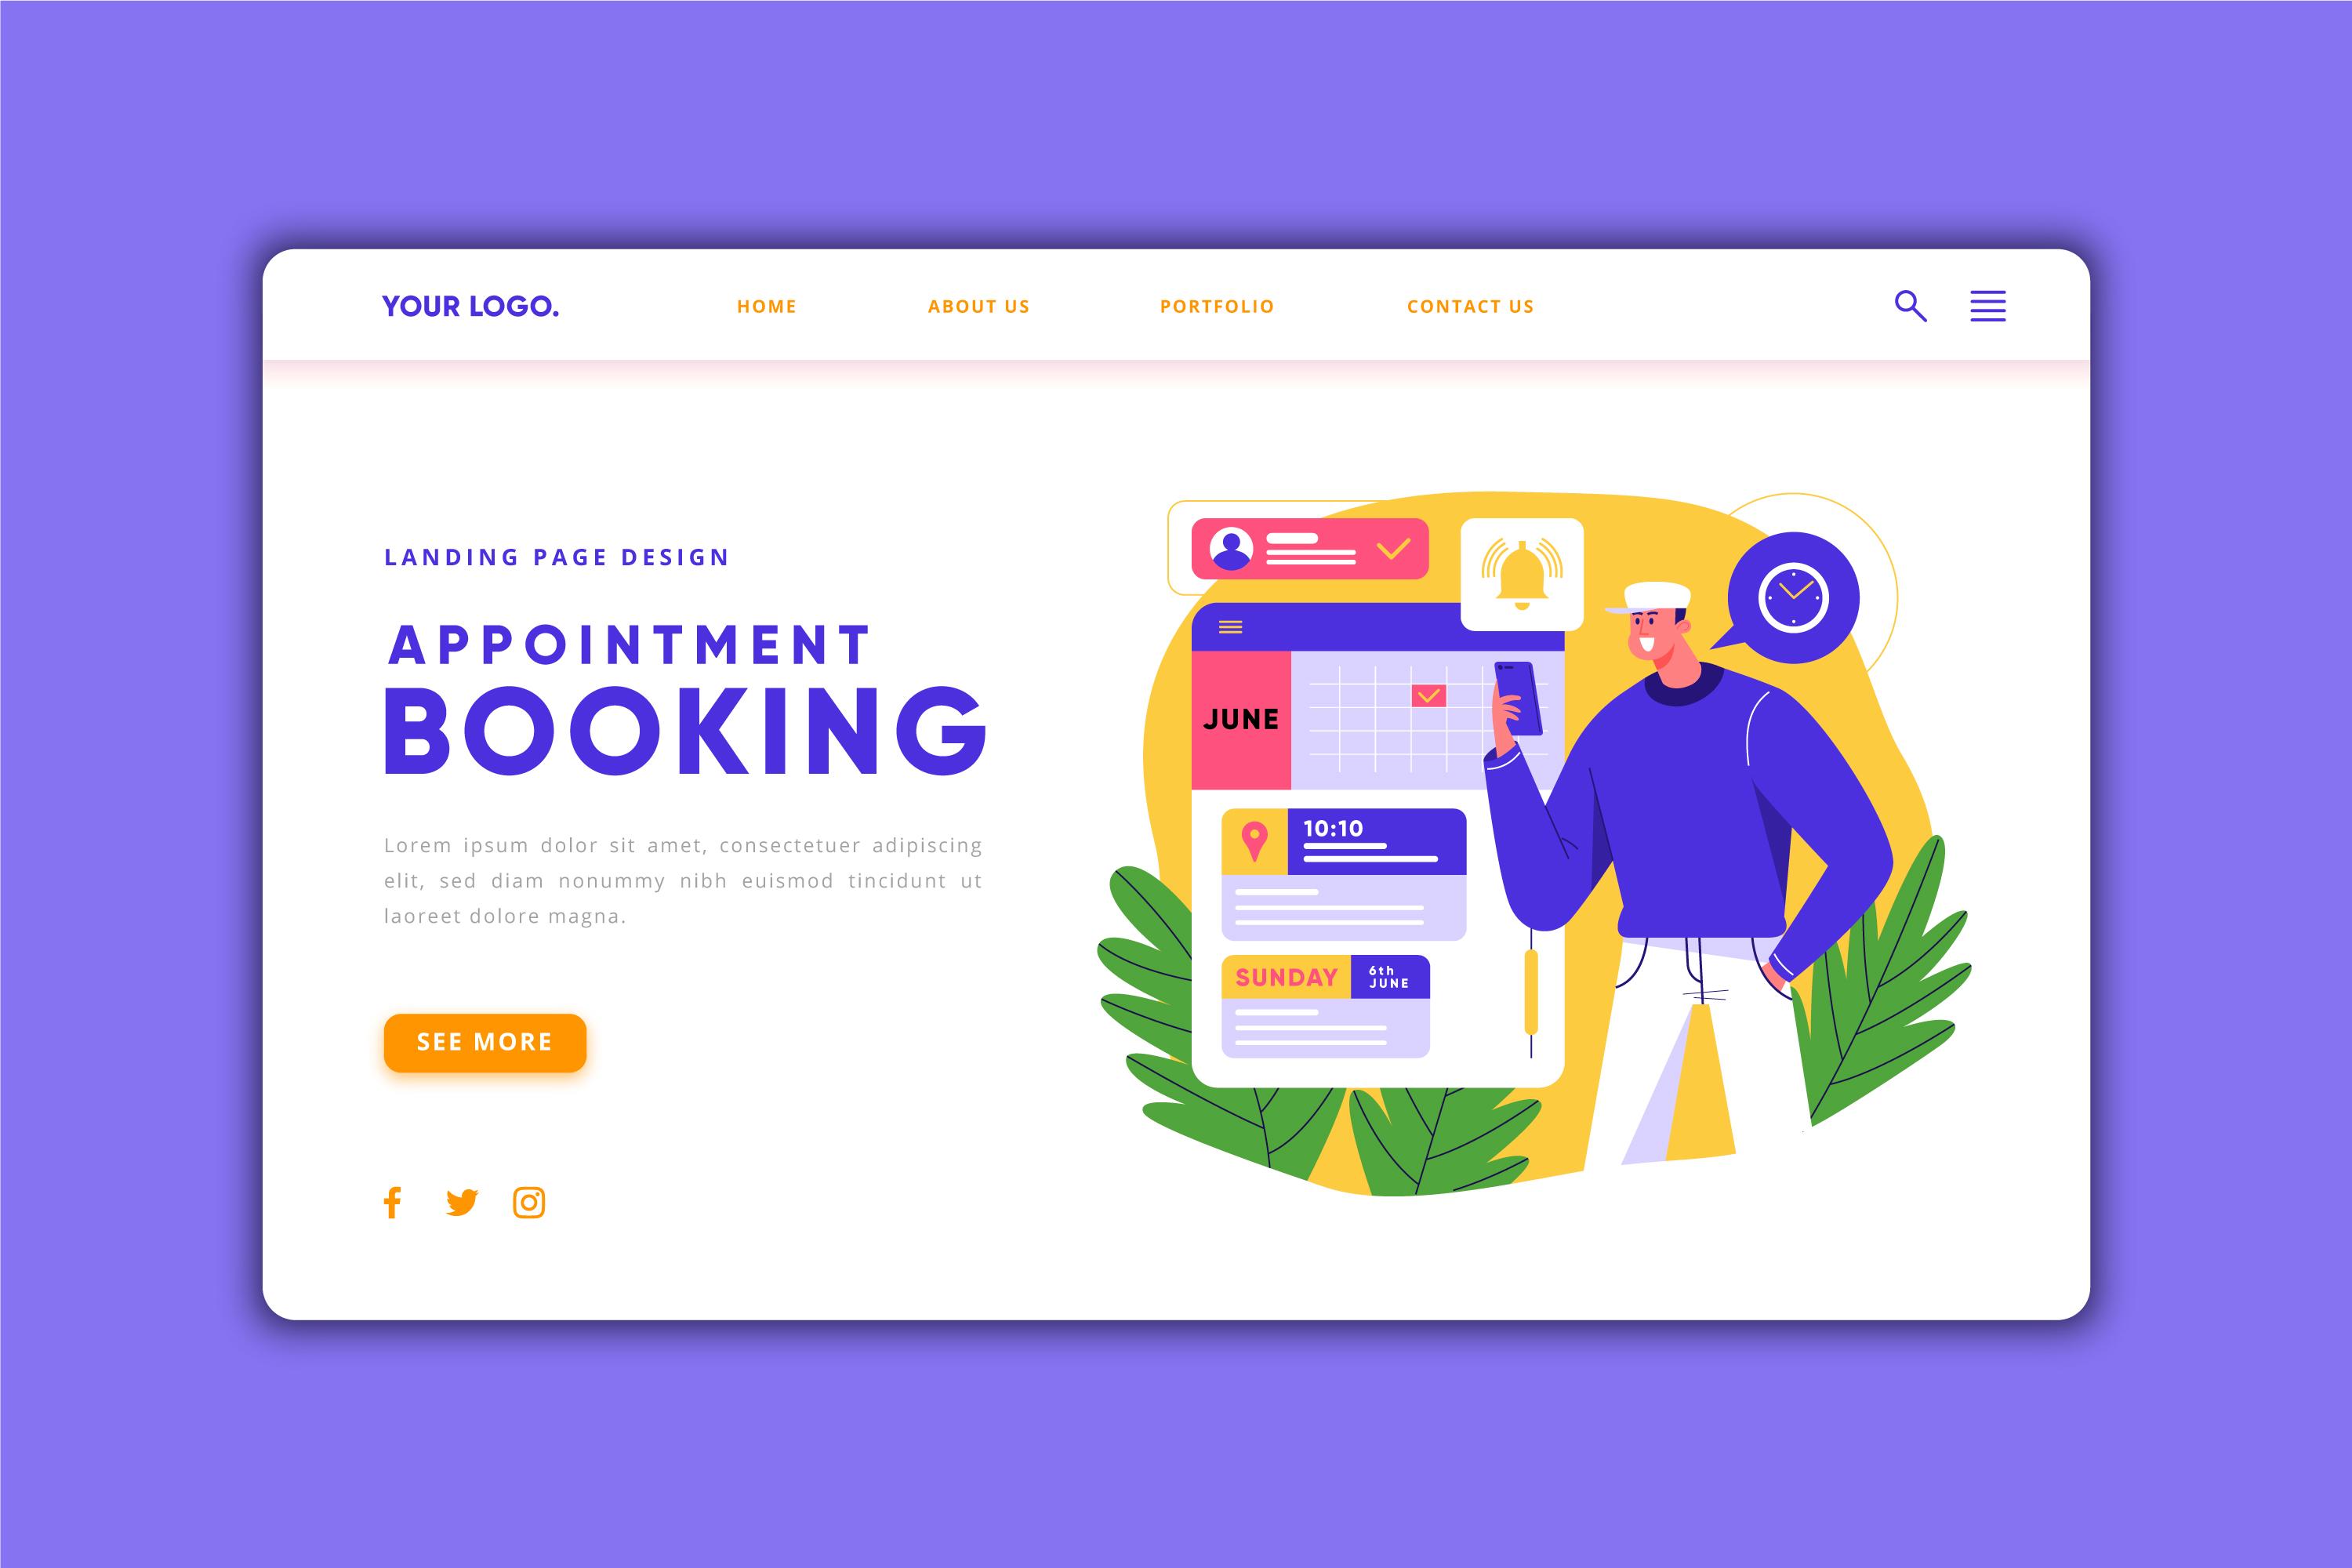 YOUR LOGO.
HOME
ABOUT US
PORTFOLIO
CONTACT US
LANDING PAGE DESIGN
APPOINTMENT
BOOKING
Lorem ipsum dolor sit amet, consectetuer adipiscing
elit, sed diam nonummy nibh euismod tincidunt ut
laoreet dolore magna.
SEE MORE
JUNE
10:10
SUNDAY
6th
JUNE